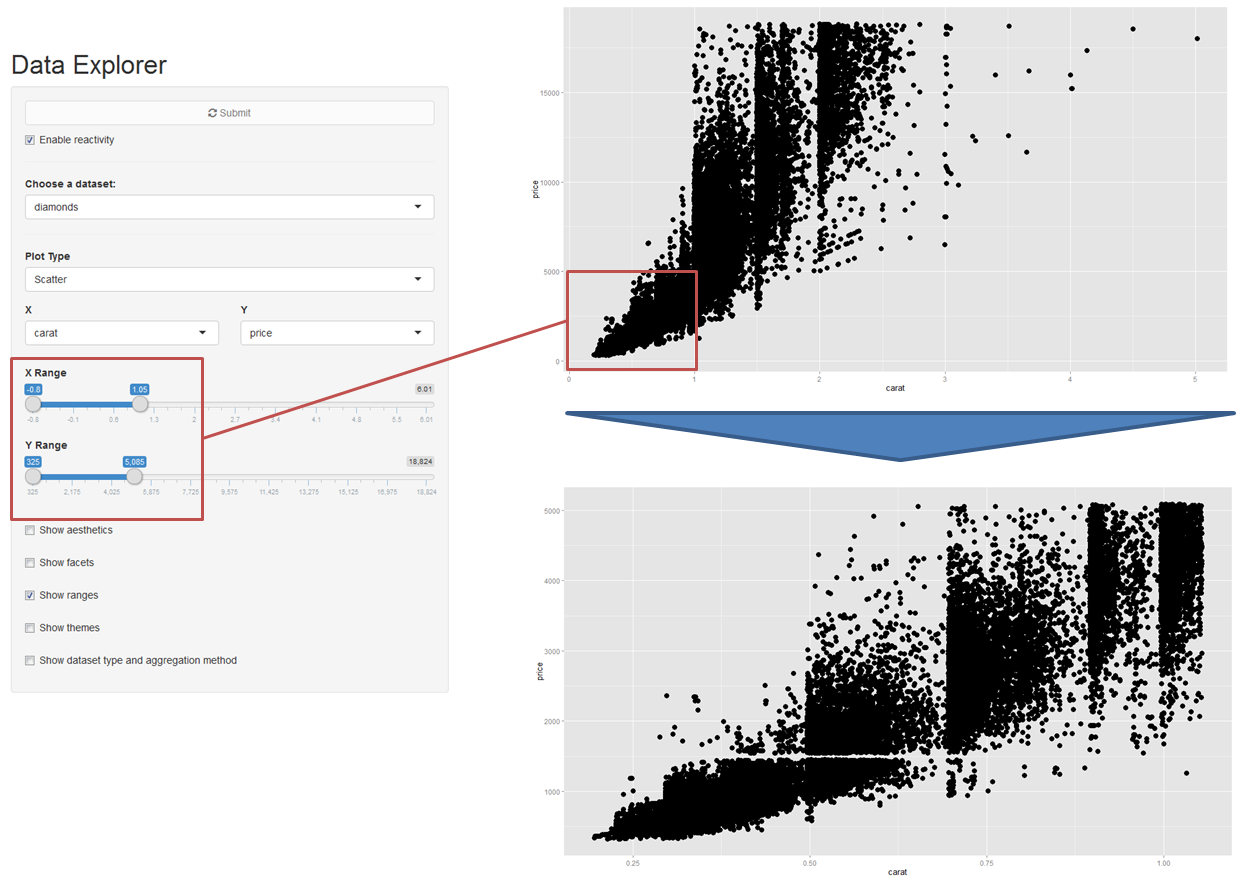 Data Explorer
Submit
Enable reactivity
Choose a dataset:
diamonds
Plot Type
Scatter
X Y
carat price
X Range
-0.8 1.05 6.01
-0.8 -0.1 0.6 1.3 2 2.7 3.4 4.1 4.8 5.5 6.01
Y Range
325 5,085 18,824
325 2,175 4,025 5,875 7,725 9,575 11,425 13,275 15,125 16,975 18,824
Show aesthetics
Show facets
Show ranges
Show themes
Show dataset type and aggregation method
15000
10000
5000
0
price
0 1 2 3 4 5
carat
5000
4000
3000
2000
1000
price
0.25 0.50 0.75 1.00
carat